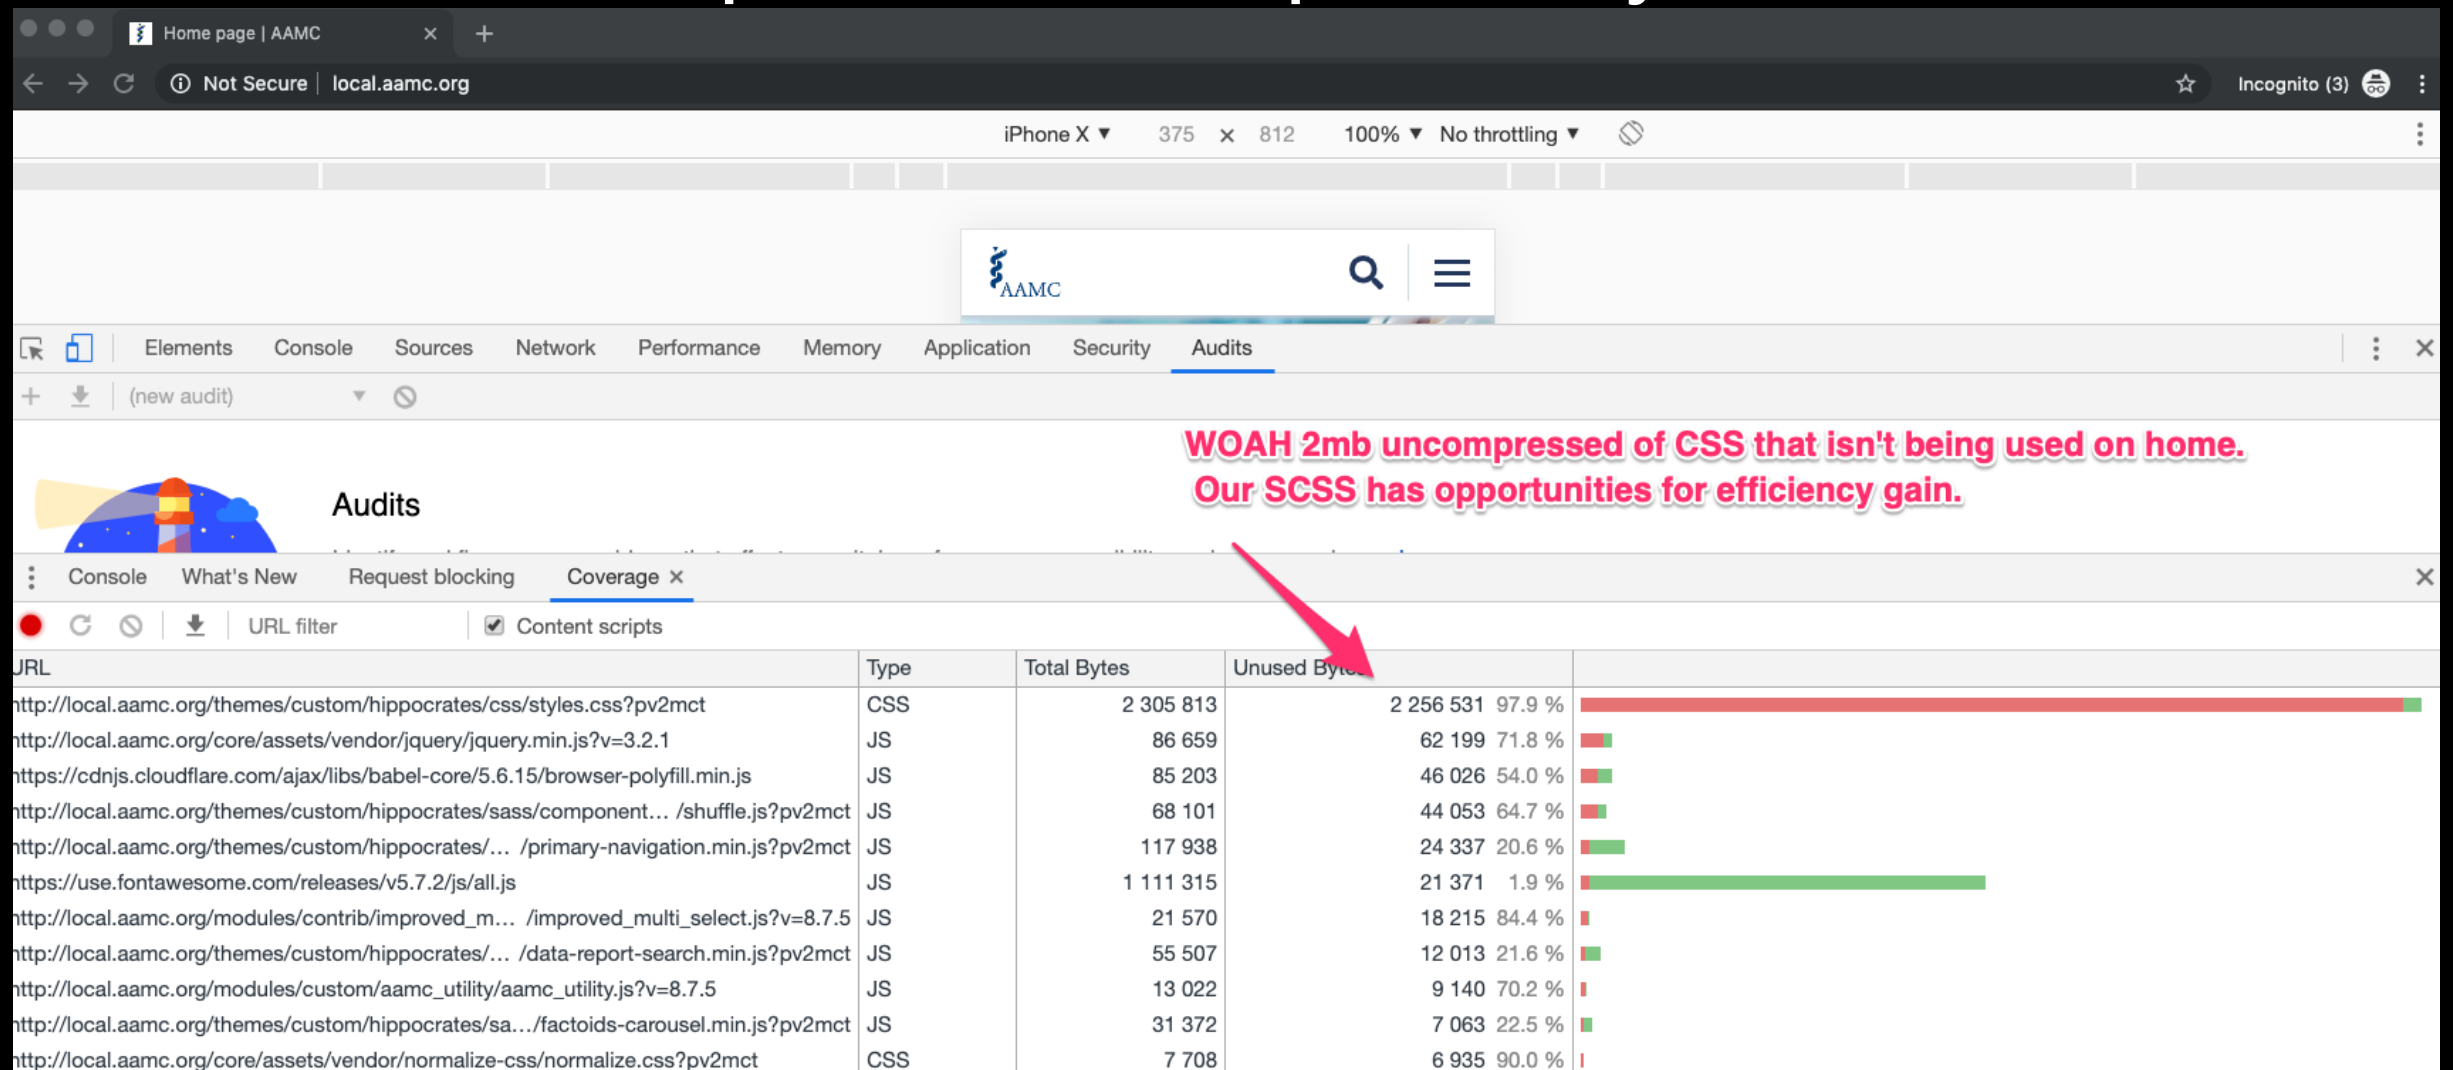 Home page | AAMC
Not Secure local.aamc.org Incognito (3)
iPhone X 375 × 812 100% No throttling
AAMC
Elements Console Sources Network Performance Memory Application Security Audits
(new audit)
WOAH 2mb uncompressed of CSS that isn't being used on home.
Our SCSS has opportunities for efficiency gain.
Audits
Console What's New Request blocking Coverage
URL filter Content scripts
URL Type Total Bytes Unused Bytes
http://local.aamc.org/themes/custom/hippocrates/css/styles.css?pv2mct CSS 2 305 813 2 256 531 97.9 %
http://local.aamc.org/core/assets/vendor/jquery/jquery.min.js?v=3.2.1 JS 86 659 62 199 71.8 %
https://cdnjs.cloudflare.com/ajax/libs/babel-core/5.6.15/browser-polyfill.min.js JS 85 203 46 026 54.0 %
http://local.aamc.org/themes/custom/hippocrates/sass/component… /shuffle.js?pv2mct JS 68 101 44 053 64.7 %
http://local.aamc.org/themes/custom/hippocrates/… /primary-navigation.min.js?pv2mct JS 117 938 24 337 20.6 %
https://use.fontawesome.com/releases/v5.7.2/js/all.js JS 1 111 315 21 371 1.9 %
http://local.aamc.org/modules/contrib/improved_m… /improved_multi_select.js?v=8.7.5 JS 21 570 18 215 84.4 %
http://local.aamc.org/themes/custom/hippocrates/… /data-report-search.min.js?pv2mct JS 55 507 12 013 21.6 %
http://local.aamc.org/modules/custom/aamc_utility/aamc_utility.js?v=8.7.5 JS 13 022 9 140 70.2 %
http://local.aamc.org/themes/custom/hippocrates/sa…/factoids-carousel.min.js?pv2mct JS 31 372 7 063 22.5 %
http://local.aamc.org/core/assets/vendor/normalize-css/normalize.css?pv2mct CSS 7 708 6 935 90.0 %